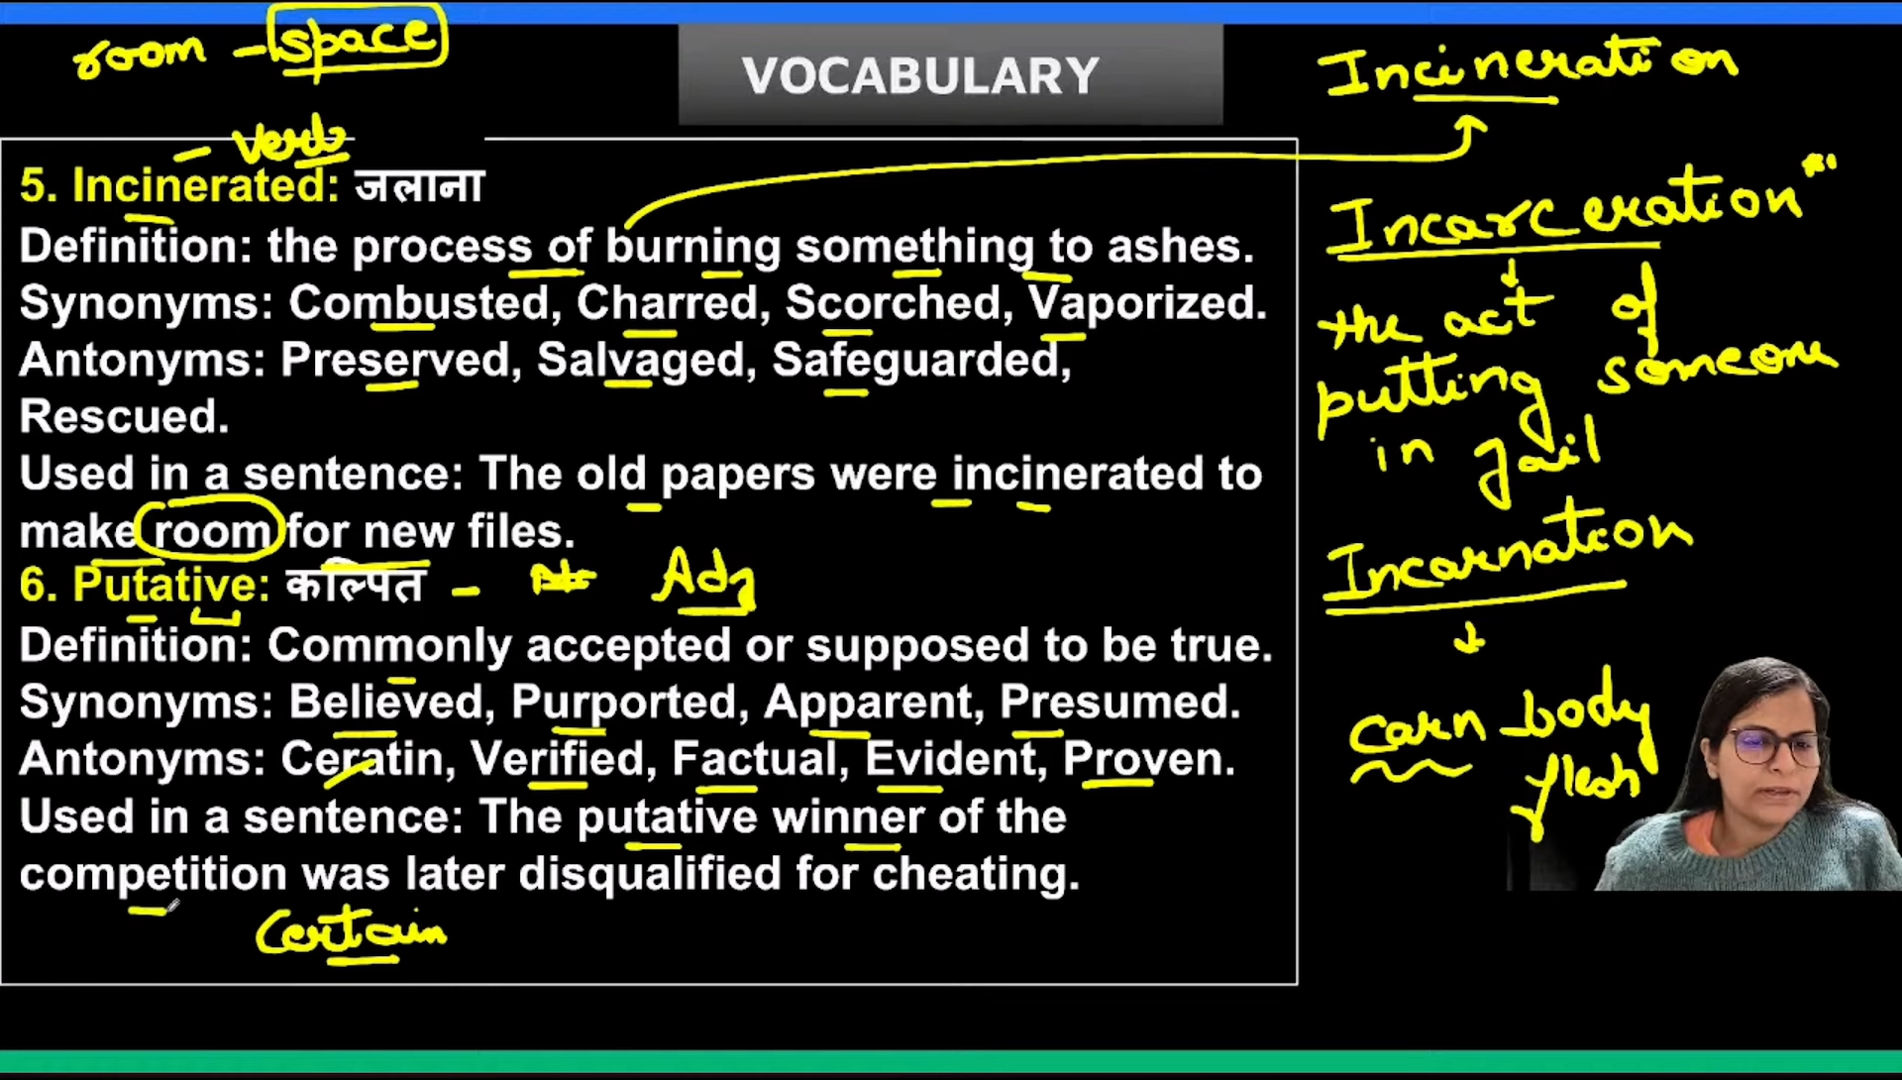 room - space
VOCABULARY
Incineration
- Verb
5. Incinerated: जलाना
Definition: the process of burning something to ashes.
Synonyms: Combusted, Charred, Scorched, Vaporized.
Antonyms: Preserved, Salvaged, Safeguarded,
Rescued.
Used in a sentence: The old papers were incinerated to
make room for new files.
6. Putative: कल्पित - Adj
Definition: Commonly accepted or supposed to be true.
Synonyms: Believed, Purported, Apparent, Presumed.
Antonyms: Ceratin, Verified, Factual, Evident, Proven.
Used in a sentence: The putative winner of the
competition was later disqualified for cheating.
Certain
Incarceration
the act of
putting someone
in jail
Incarnation
carn - body
flesh